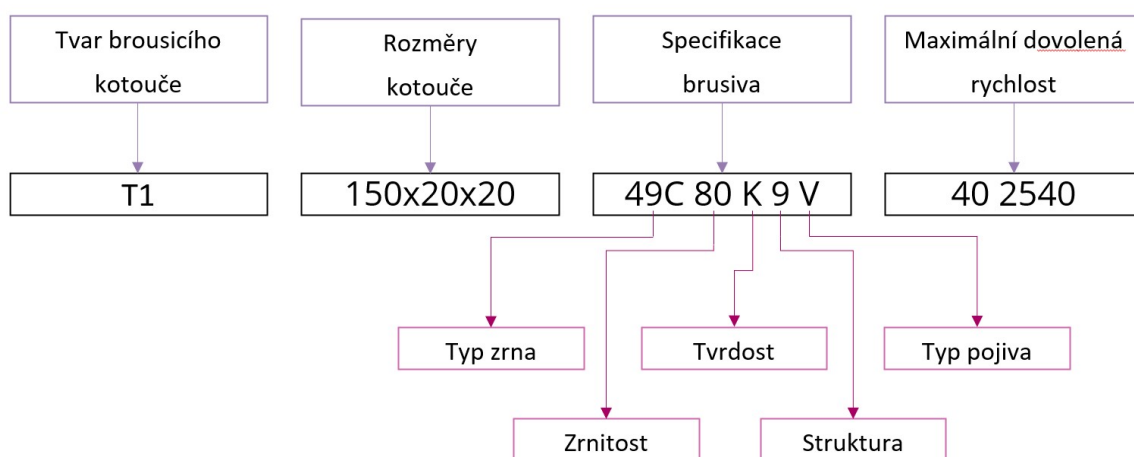 Tvar brousicího
kotouče
Rozměry
kotouče
Specifikace
brusiva
Maximální dovolená
rychlost
T1
150x20x20
49C 80 K 9 V
40 2540
Typ zrna
Tvrdost
Typ pojiva
Zrnitost
Struktura